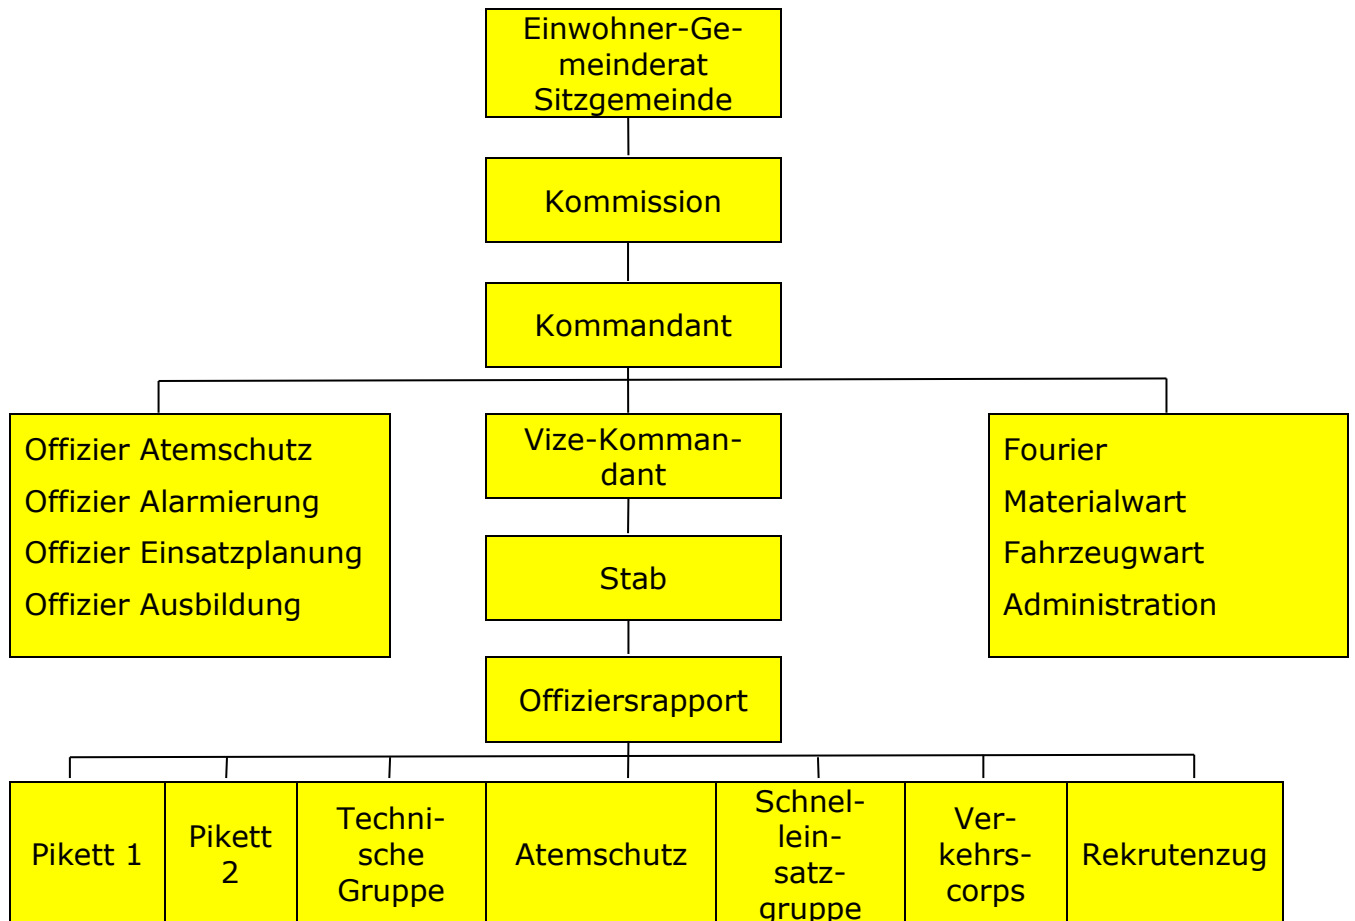 Einwohner-Ge-
meinderat
Sitzgemeinde
Kommission
Kommandant
Offizier Atemschutz
Offizier Alarmierung
Offizier Einsatzplanung
Offizier Ausbildung
Vize-Komman-
dant
Fourier
Materialwart
Fahrzeugwart
Administration
Stab
Offiziersrapport
Pikett 1
Pikett
2
Techni-
sche
Gruppe
Atemschutz
Schnel-
lein-
satz-
gruppe
Ver-
kehrs-
corps
Rekrutenzug